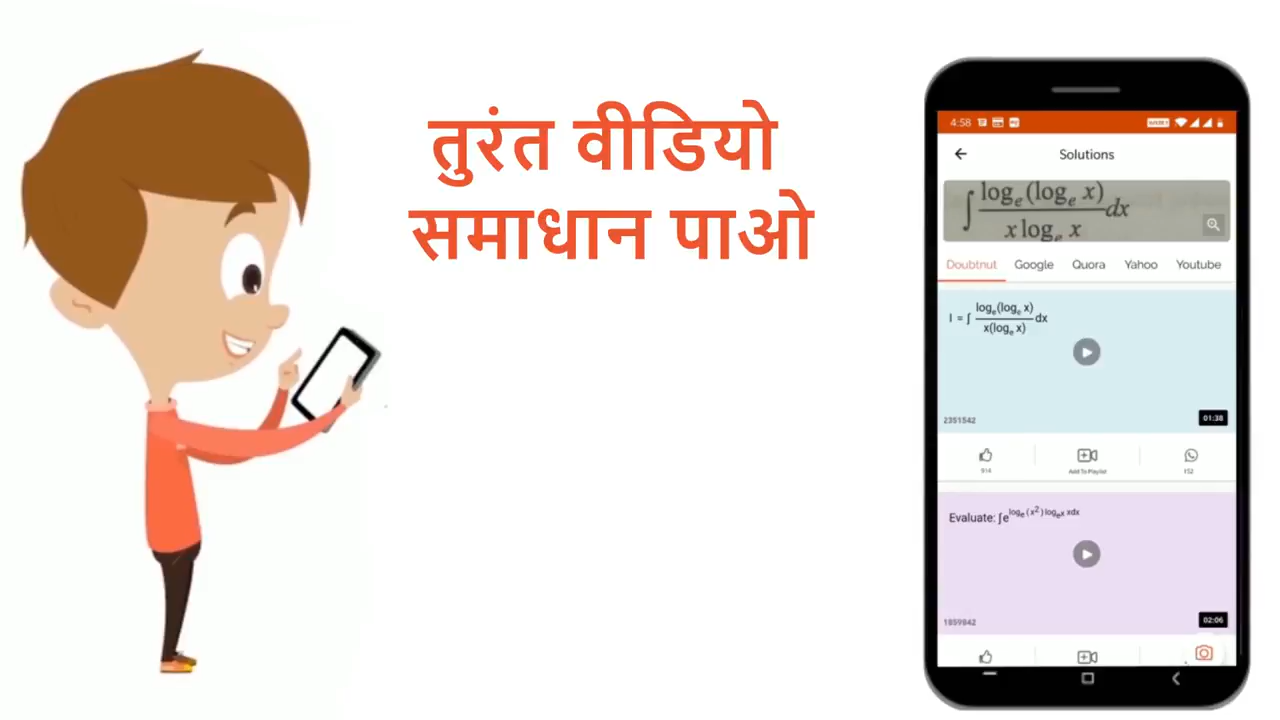 तुरंत वीडियो
समाधान पाओ
4:58
Solutions
∫ logₑ(logₑ x) / x logₑ x dx
Doubtnut Google Quora Yahoo Youtube
I = ∫ logₑ(logₑ x) / x(logₑ x) dx
2351542
01:38
914
Add To Playlist
152
Evaluate: ∫e^logₑ(x²) logₑx xdx
1859842
02:06